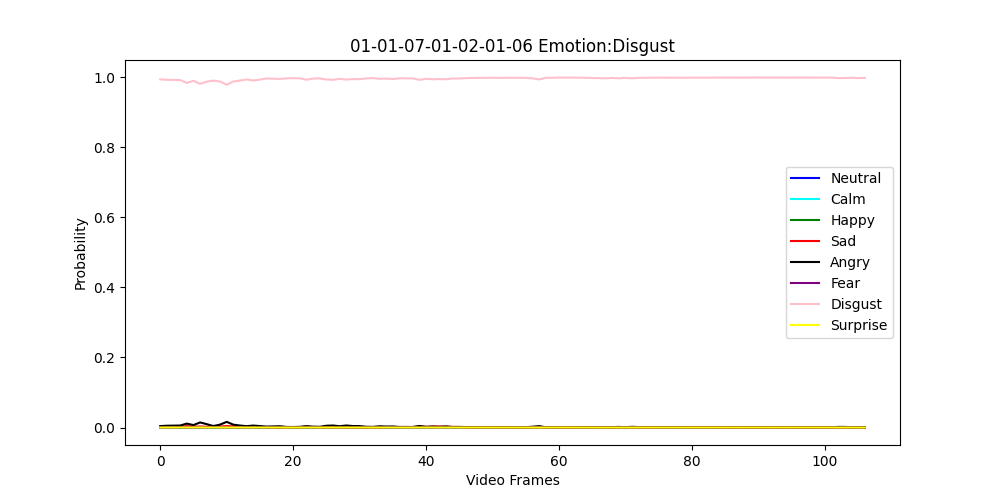 01-01-07-01-02-01-06 Emotion:Disgust
1.0
0.8
0.6
0.4
0.2
0.0
Probability
0 20 40 60 80 100
Video Frames
Neutral
Calm
Happy
Sad
Angry
Fear
Disgust
Surprise